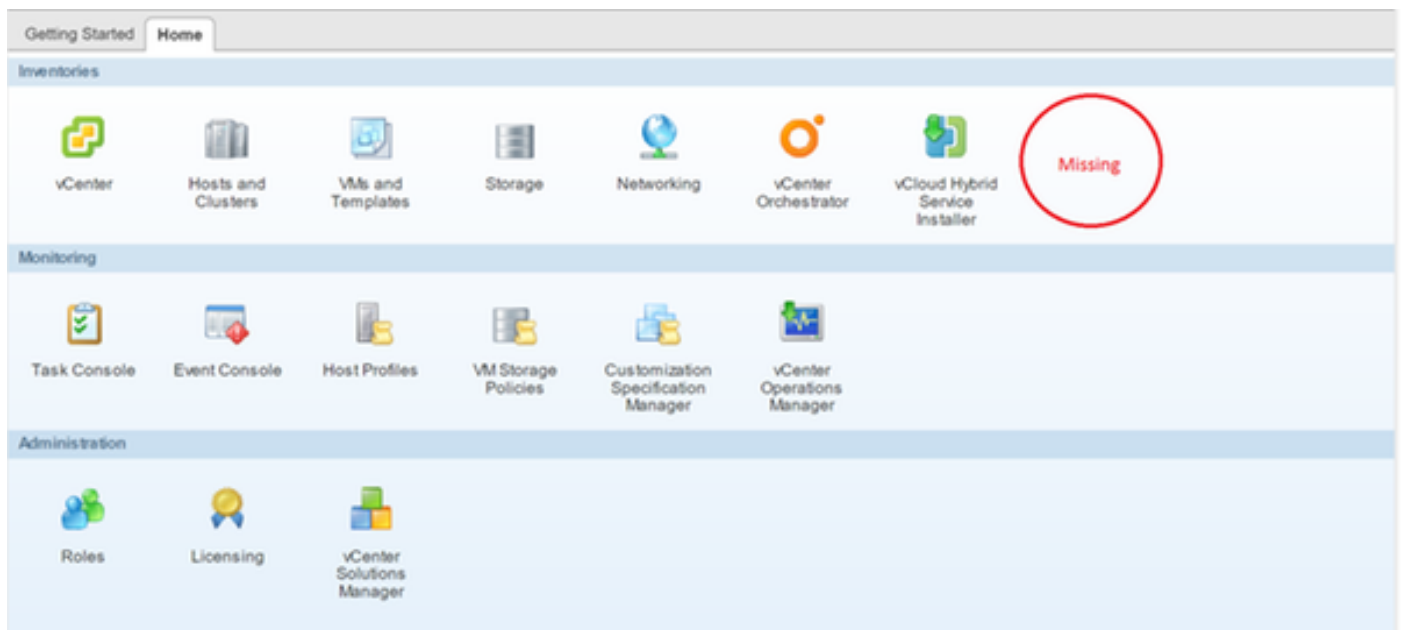 Getting Started
Home
Inventories
vCenter
Hosts and
Clusters
VMs and
Templates
Storage
Networking
vCenter
Orchestrator
vCloud Hybrid
Service
Installer
Missing
Monitoring
Task Console
Event Console
Host Profiles
VM Storage
Policies
Customization
Specification
Manager
vCenter
Operations
Manager
Administration
Roles
Licensing
vCenter
Solutions
Manager